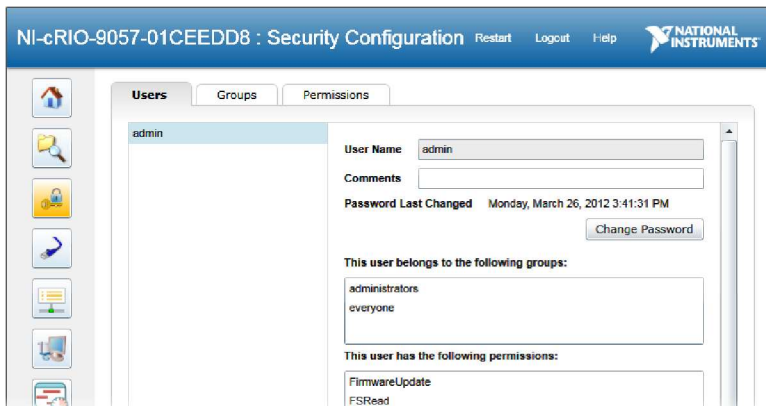 NI-cRIO-9057-01CEEDD8 : Security Configuration Restart Logout Help NATIONAL INSTRUMENTS
Users Groups Permissions
admin
User Name admin
Comments
Password Last Changed Monday, March 26, 2012 3:41:31 PM
Change Password
This user belongs to the following groups:
administrators
everyone
This user has the following permissions:
FirmwareUpdate
FSRead